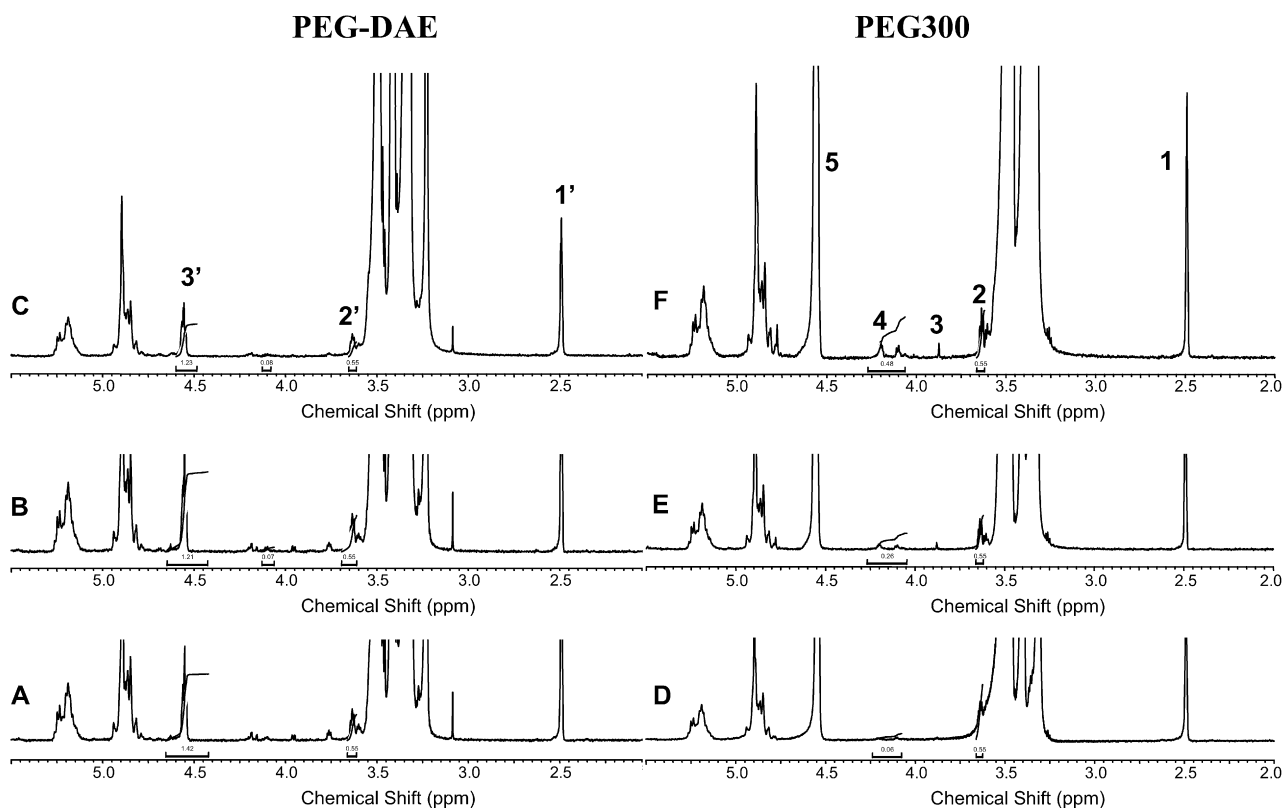 PEG-DAE PEG300
C 3’ 2’ 1’
1.23 0.08 0.55
5.0 4.5 4.0 3.5 3.0 2.5
Chemical Shift (ppm)
F 5 4 3 2 1
0.48 0.55
5.0 4.5 4.0 3.5 3.0 2.5 2.0
Chemical Shift (ppm)
B
1.21 0.07 0.55
5.0 4.5 4.0 3.5 3.0 2.5
Chemical Shift (ppm)
E
0.26 0.55
5.0 4.5 4.0 3.5 3.0 2.5 2.0
Chemical Shift (ppm)
A
1.42 0.55
5.0 4.5 4.0 3.5 3.0 2.5
Chemical Shift (ppm)
D
0.06 0.55
5.0 4.5 4.0 3.5 3.0 2.5 2.0
Chemical Shift (ppm)